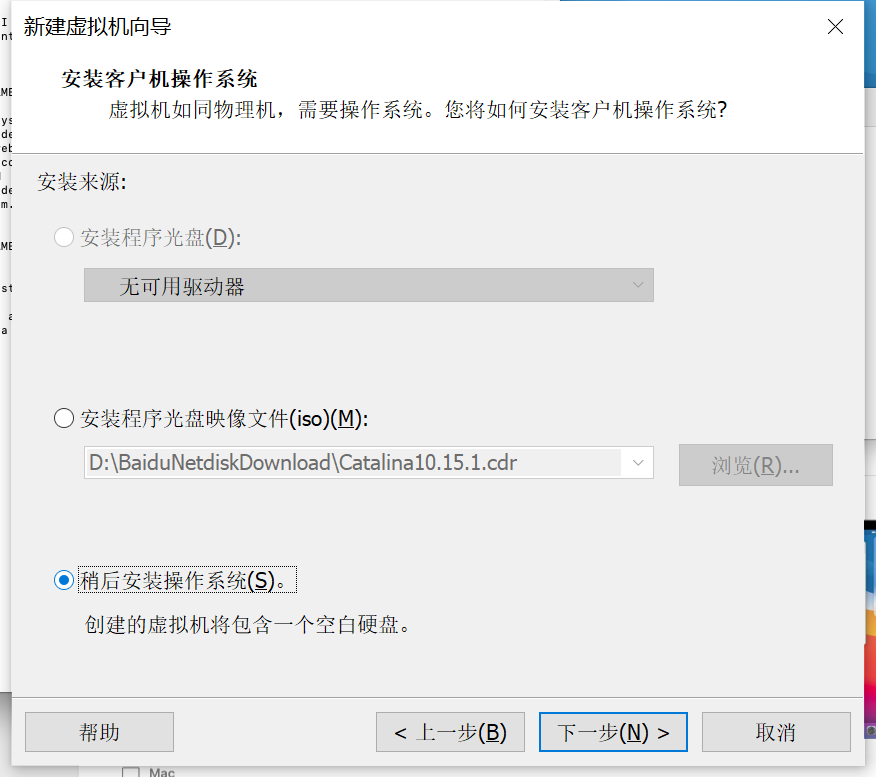 新建虚拟机向导
安装客户机操作系统
虚拟机如同物理机，需要操作系统。您将如何安装客户机操作系统?
安装来源:
安装程序光盘(D):
无可用驱动器
安装程序光盘映像文件(iso)(M):
D:\BaiduNetdiskDownload\Catalina10.15.1.cdr
浏览(R)...
稍后安装操作系统(S)。
创建的虚拟机将包含一个空白硬盘。
帮助
< 上一步(B)
下一步(N) >
取消
Mac